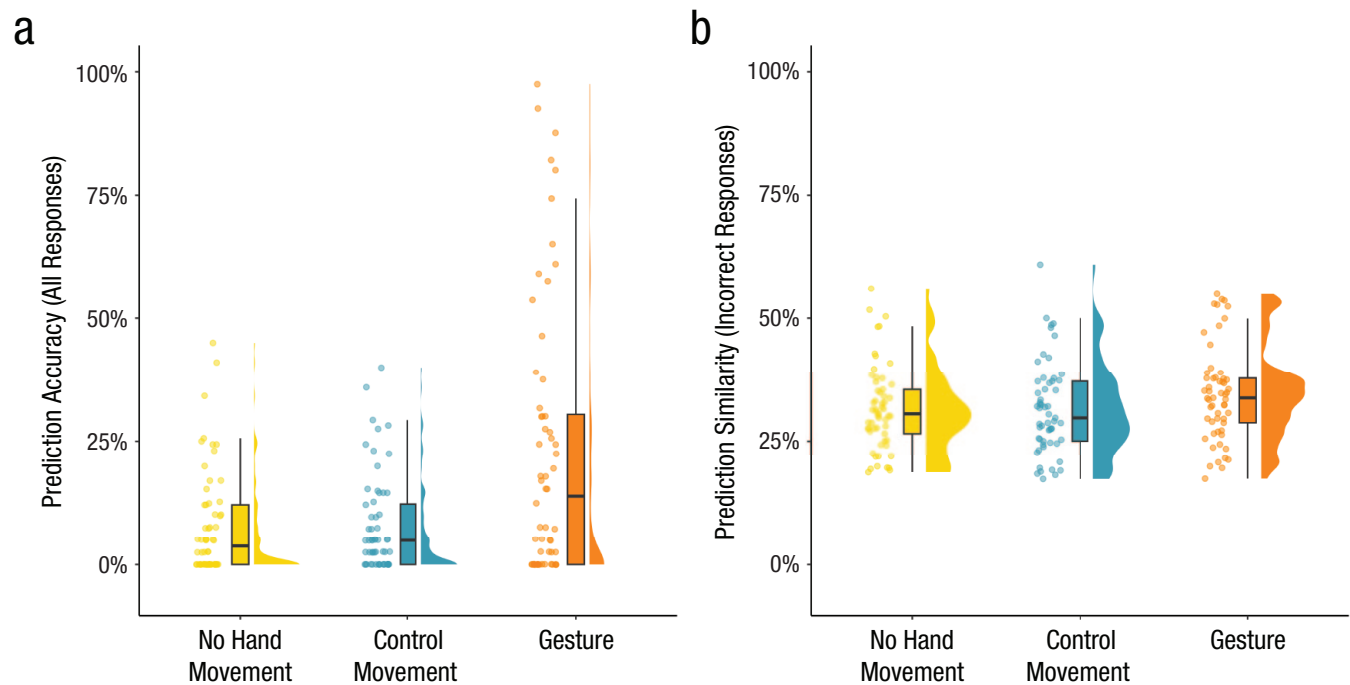 a
Prediction Accuracy (All Responses)
100%
75%
50%
25%
0%
No Hand
Movement
Control
Movement
Gesture
b
Prediction Similarity (Incorrect Responses)
100%
75%
50%
25%
0%
No Hand
Movement
Control
Movement
Gesture